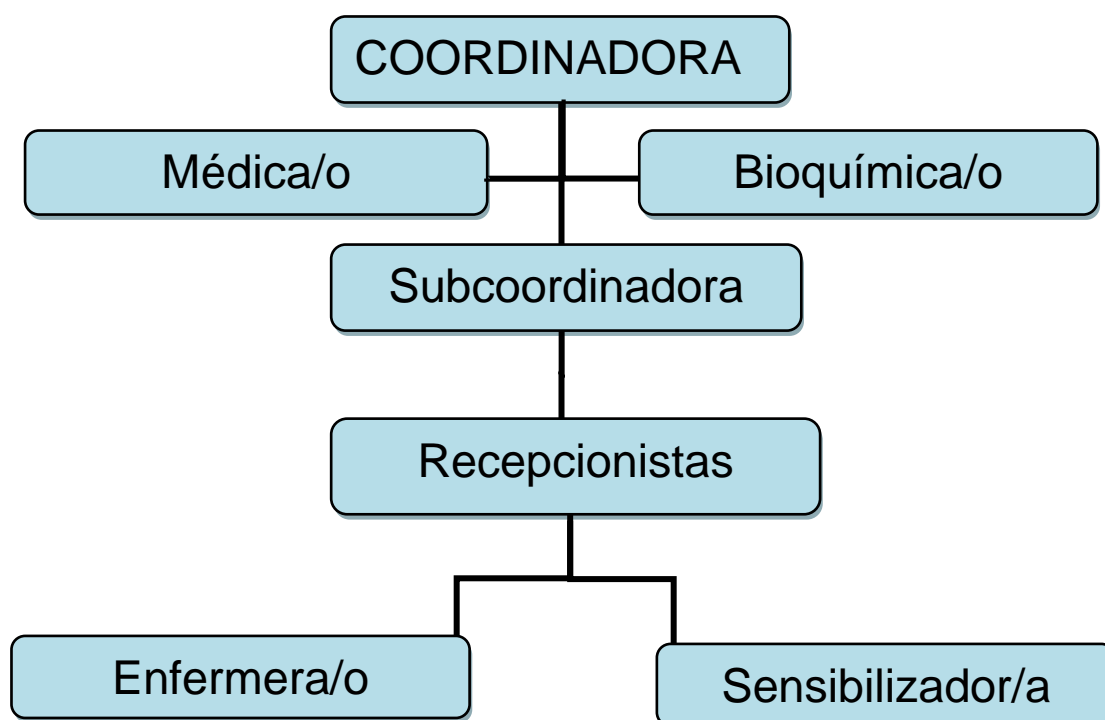 COORDINADORA
Médica/o
Bioquímica/o
Subcoordinadora
Recepcionistas
Enfermera/o
Sensibilizador/a